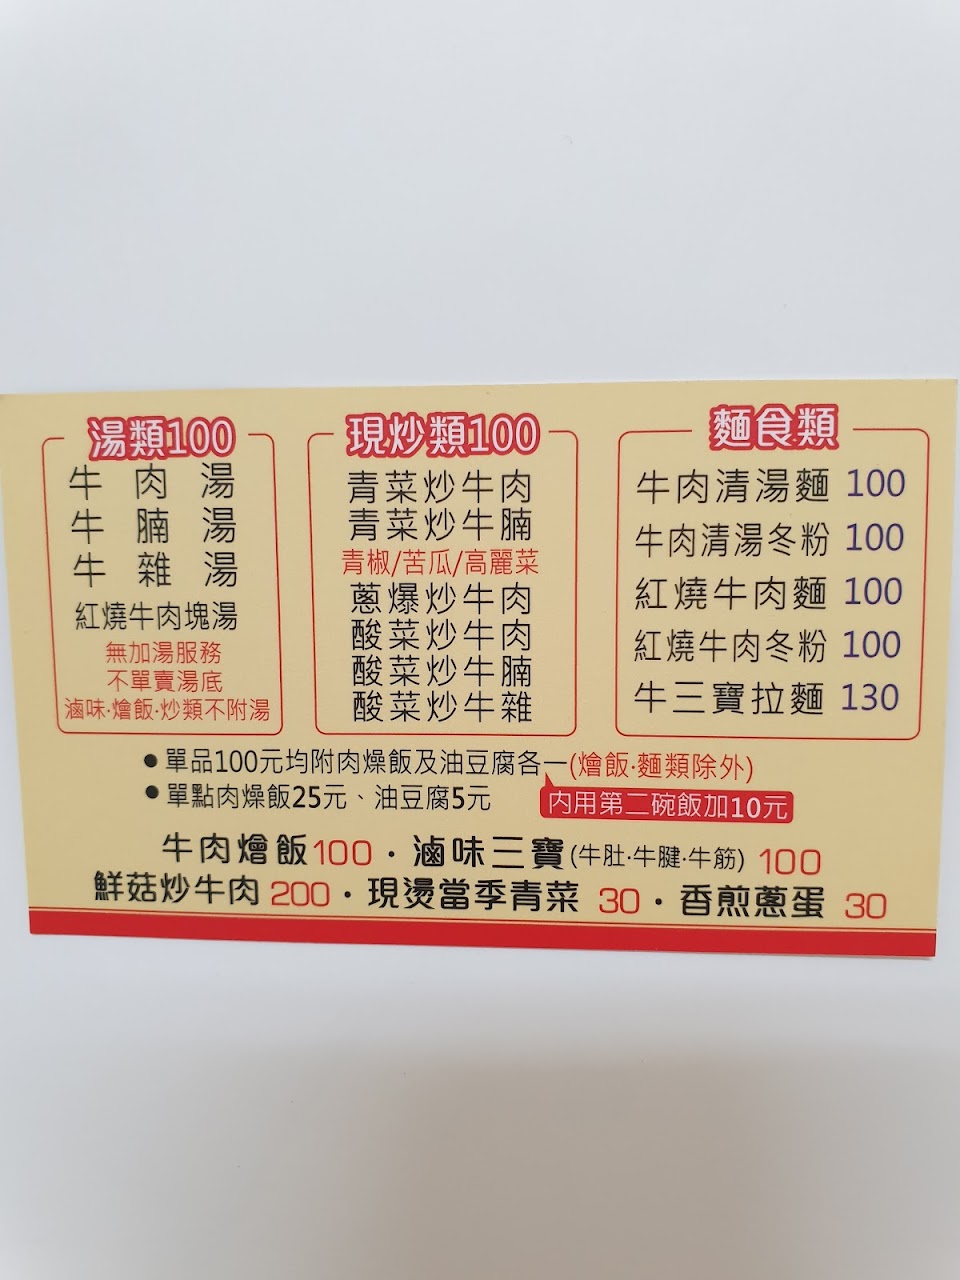 湯類100
牛肉湯
牛腩湯
牛雜湯
紅燒牛肉塊湯
無加湯服務
不單賣湯底
滷味·燴飯·炒類不附湯
現炒類100
青菜炒牛肉
青菜炒牛腩
青椒/苦瓜/高麗菜
蔥爆炒牛肉
酸菜炒牛肉
酸菜炒牛腩
酸菜炒牛雜
麵食類
牛肉清湯麵 100
牛肉清湯冬粉 100
紅燒牛肉麵 100
紅燒牛肉冬粉 100
牛三寶拉麵 130
●單品100元均附肉燥飯及油豆腐各一(燴飯·麵類除外)
●單點肉燥飯25元、油豆腐5元
內用第二碗飯加10元
牛肉燴飯100·滷味三寶(牛肚·牛腱·牛筋) 100
鮮菇炒牛肉 200·現燙當季青菜 30·香煎蔥蛋 30